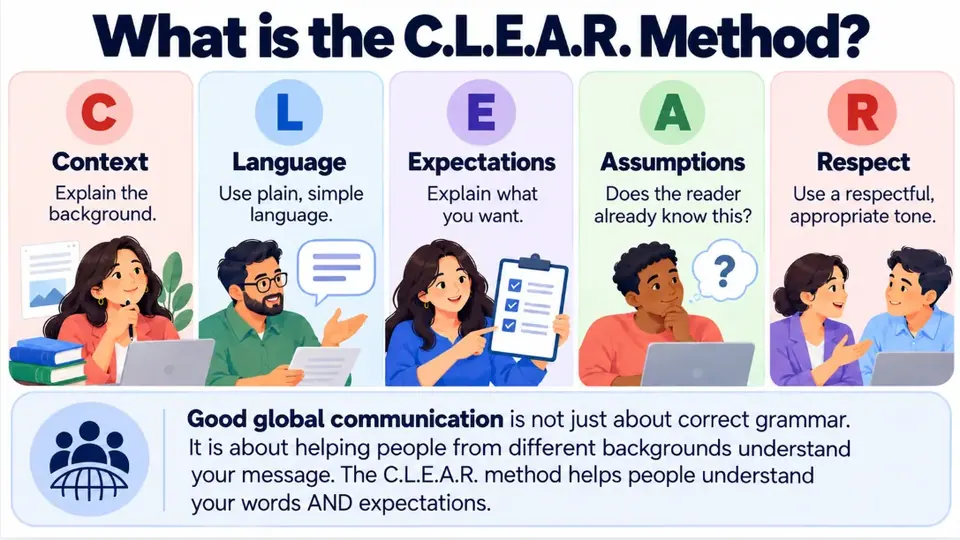 What is the C.L.E.A.R. Method?
C
Context
Explain the
background.
L
Language
Use plain, simple
language.
E
Expectations
Explain what
you want.
A
Assumptions
Does the reader
already know this?
?
R
Respect
Use a respectful,
appropriate tone.
Good global communication is not just about correct grammar.
It is about helping people from different backgrounds understand
your message. The C.L.E.A.R. method helps people understand
your words AND expectations.